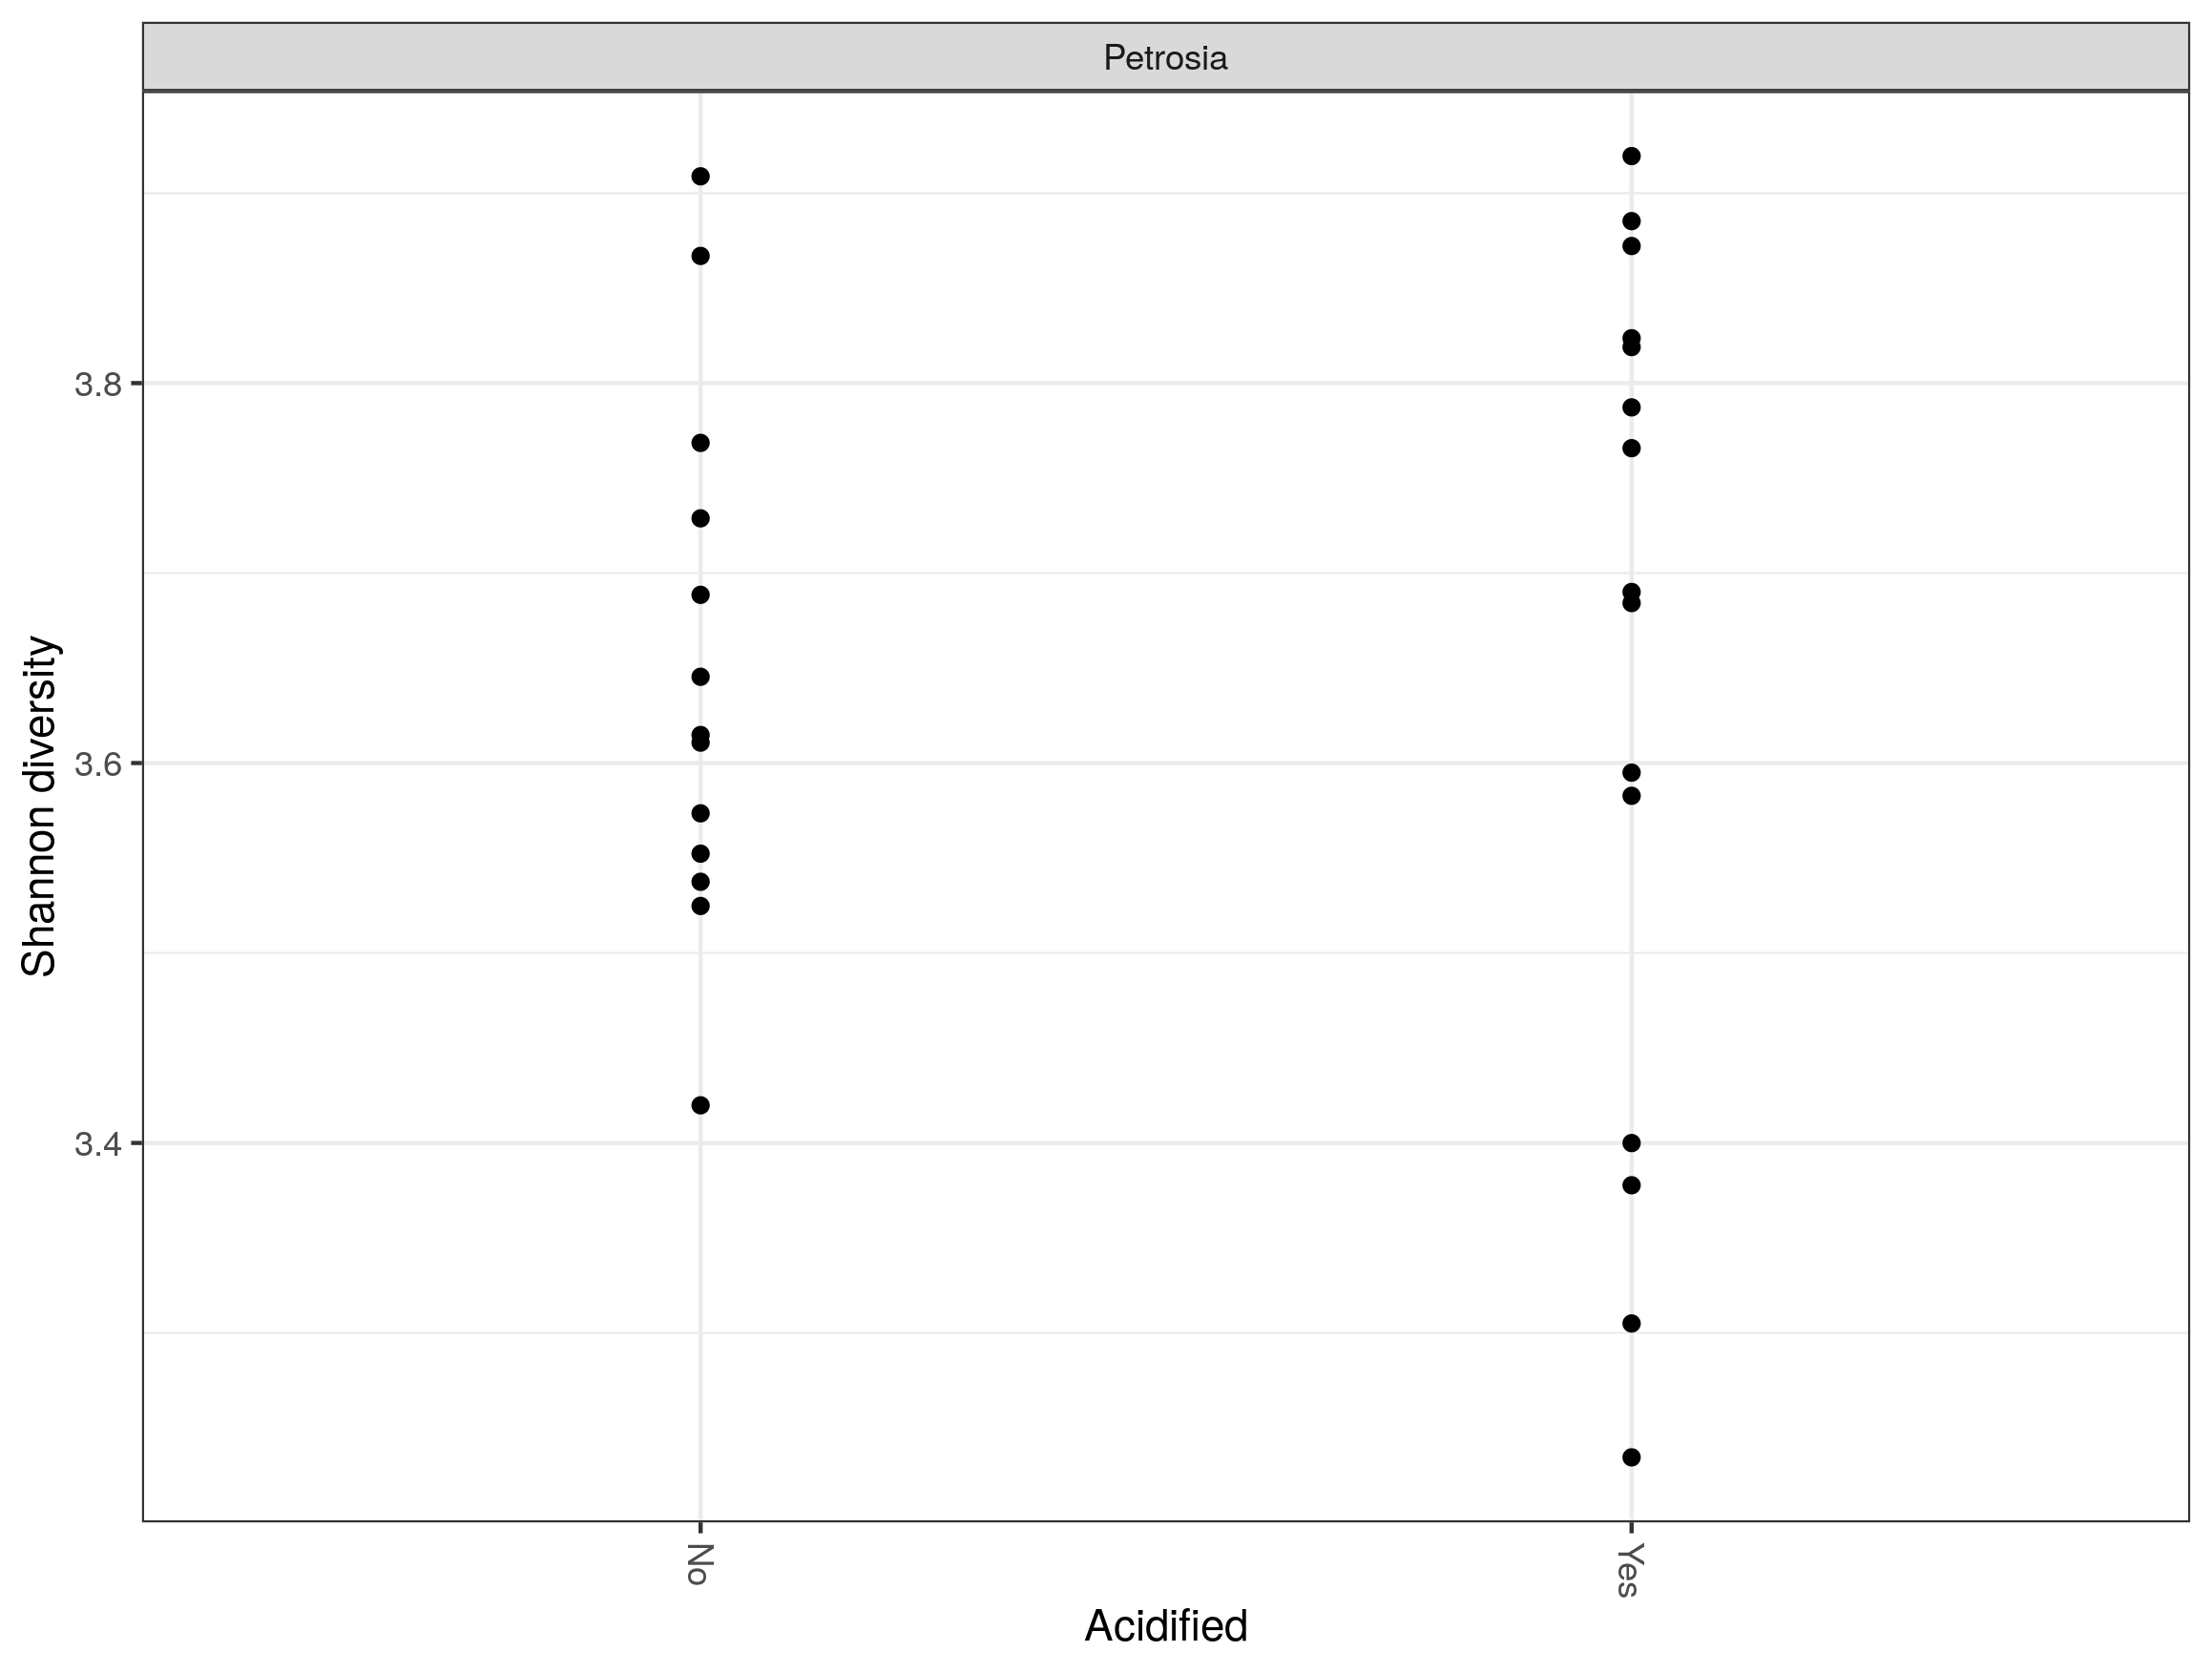 Petrosia
Shannon diversity
3.8
3.6
3.4
No
Yes
Acidified